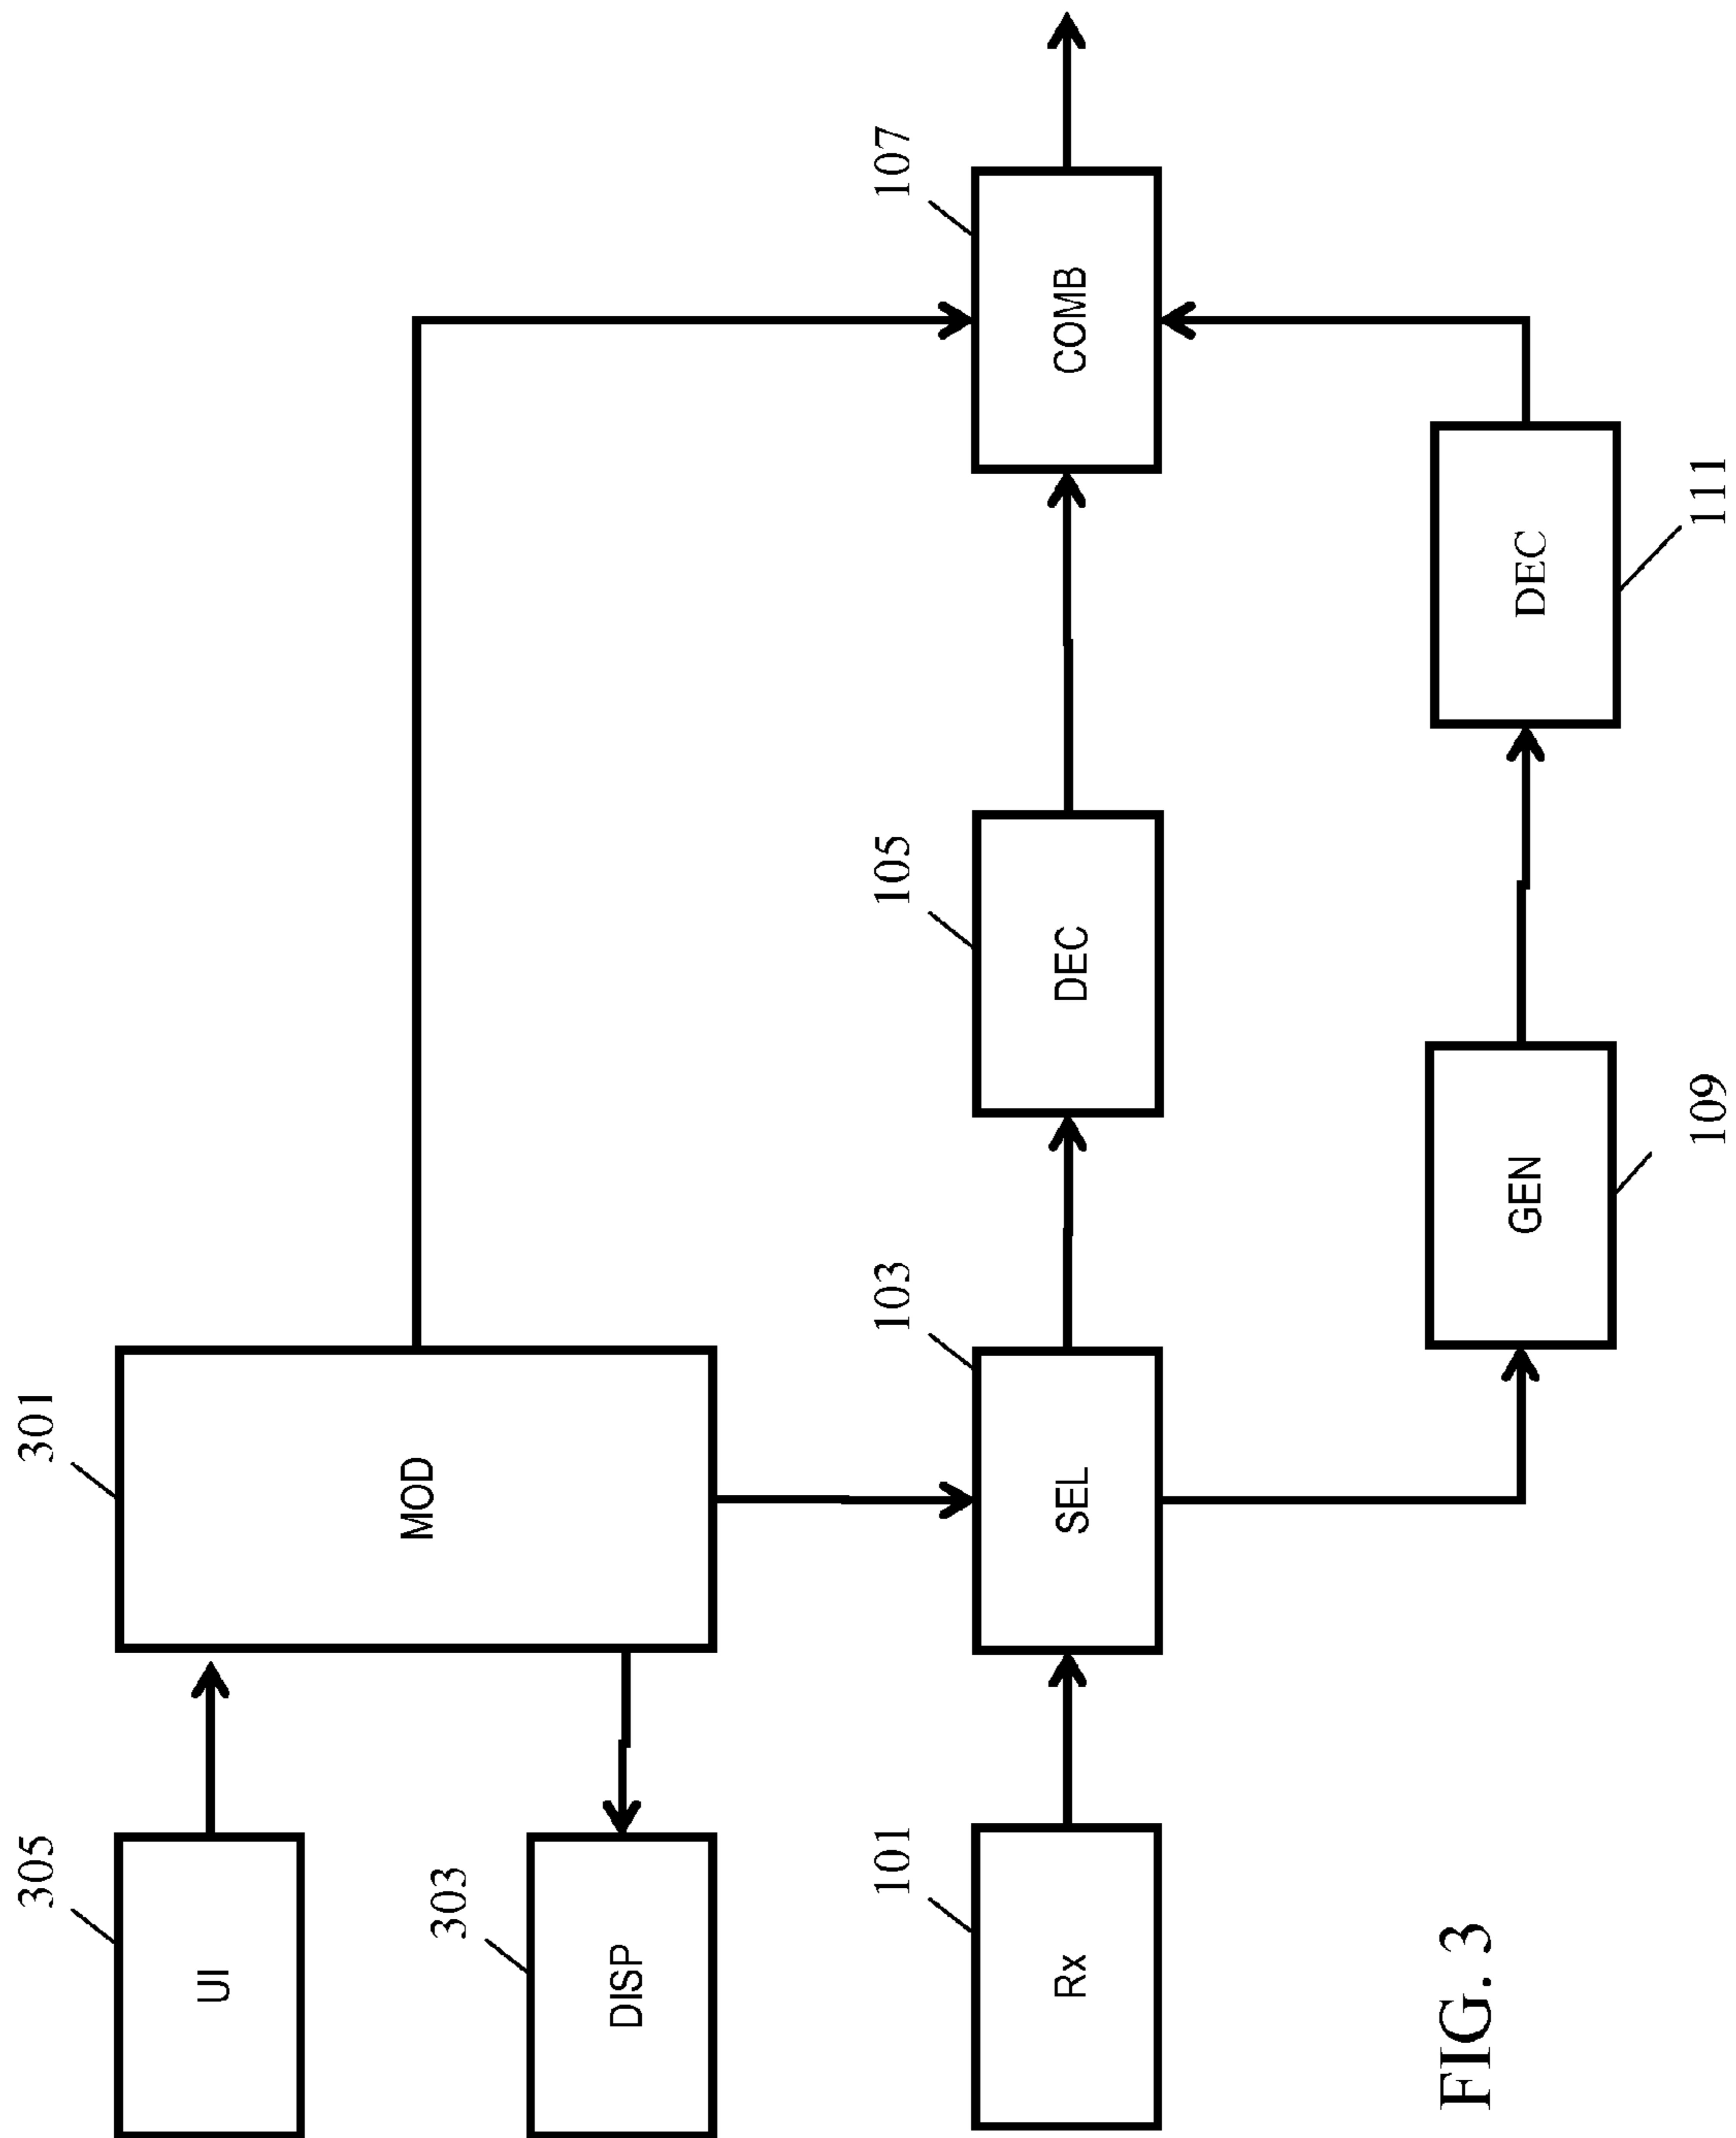 305
UI
301
MOD
303
DISP
101
Rx
103
SEL
105
DEC
107
COMB
109
GEN
111
DEC
FIG. 3